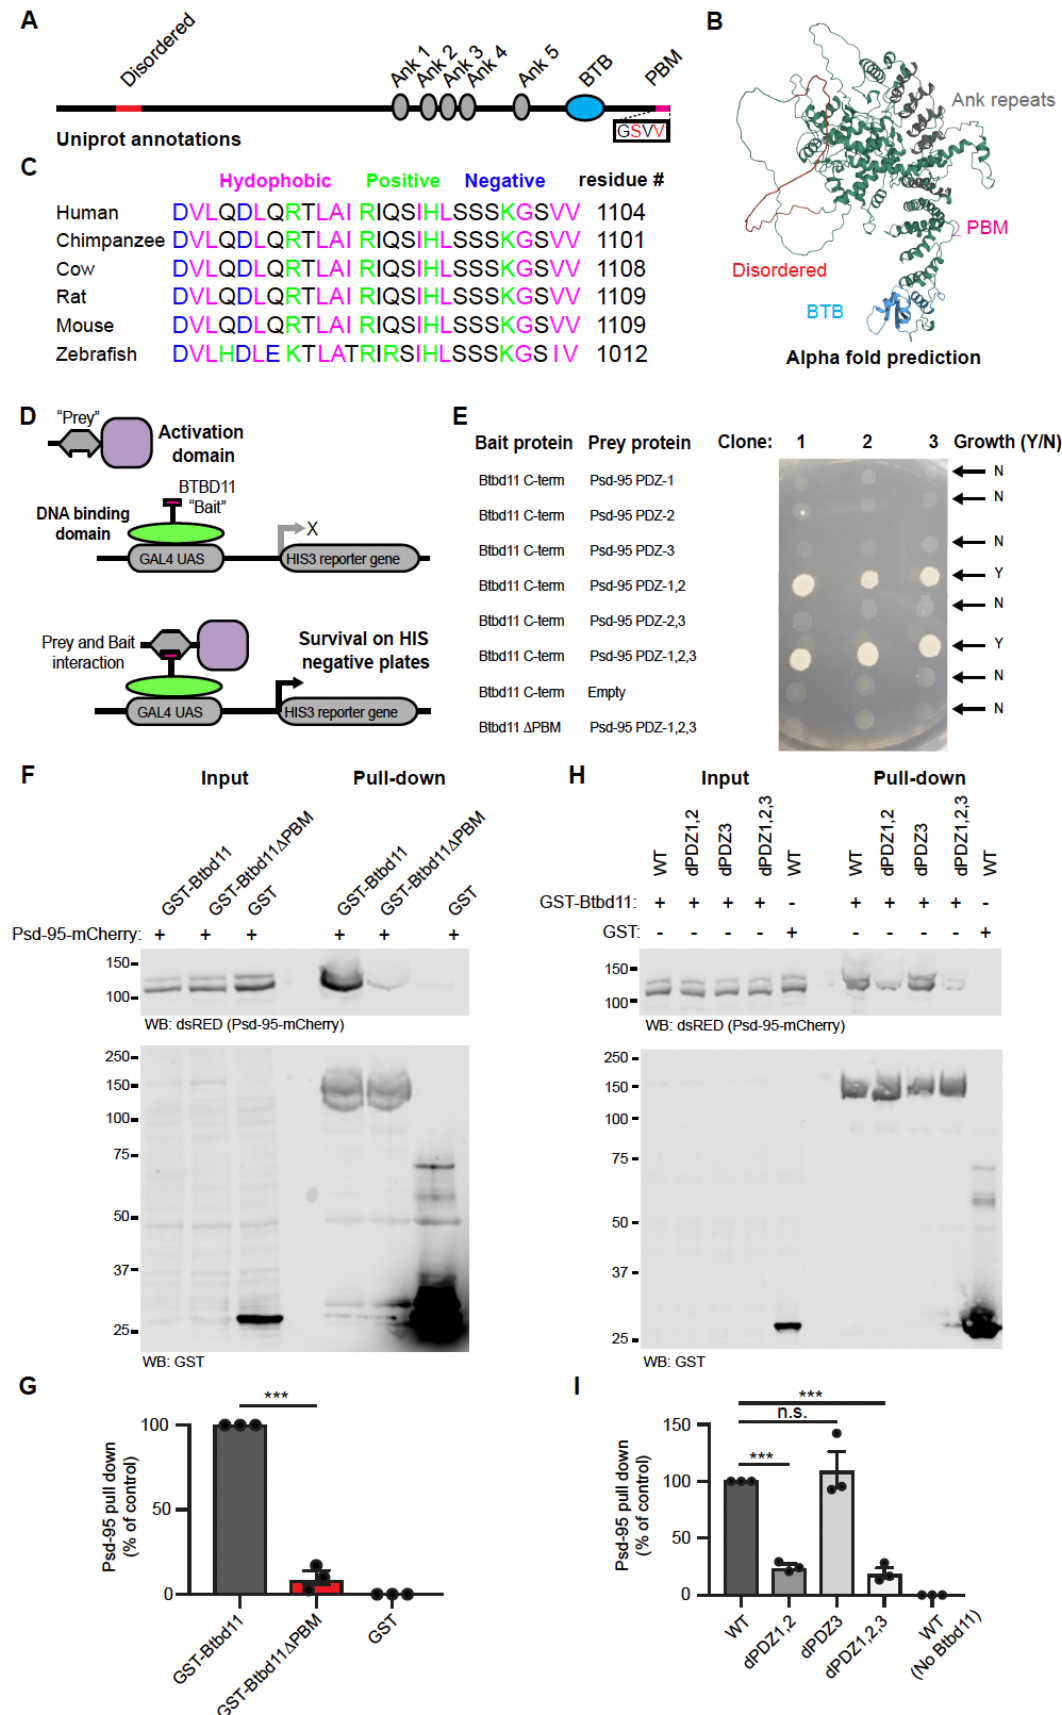 A
Disordered
Ank 1
Ank 2
Ank 3
Ank 4
Ank 5
BTB
PBM
GSVV
Uniprot annotations
B
Ank repeats
PBM
Disordered
BTB
Alpha fold prediction
C
Hydophobic Positive Negative residue #
Human DVLQDLQRTLAI RIQSIHLSSSKGSVV 1104
Chimpanzee DVLQDLQRTLAI RIQSIHLSSSKGSVV 1101
Cow DVLQDLQRTLAI RIQSIHLSSSKGSVV 1108
Rat DVLQDLQRTLAI RIQSIHLSSSKGSVV 1109
Mouse DVLQDLQRTLAI RIQSIHLSSSKGSVV 1109
Zebrafish DVLHDLE KTLATRIRSIHLSSSKGS IV 1012
D
"Prey"
Activation
domain
BTBD11
"Bait"
DNA binding
domain
X
GAL4 UAS
HIS3 reporter gene
Prey and Bait
interaction
Survival on HIS
negative plates
GAL4 UAS
HIS3 reporter gene
E
Bait protein Prey protein Clone: 1 2 3 Growth (Y/N)
Btbd11 C-term Psd-95 PDZ-1 N
Btbd11 C-term Psd-95 PDZ-2 N
Btbd11 C-term Psd-95 PDZ-3 N
Btbd11 C-term Psd-95 PDZ-1,2 Y
Btbd11 C-term Psd-95 PDZ-2,3 N
Btbd11 C-term Psd-95 PDZ-1,2,3 Y
Btbd11 C-term Empty N
Btbd11 ΔPBM Psd-95 PDZ-1,2,3 N
F
Input Pull-down
GST-Btbd11
GST-Btbd11ΔPBM
GST
GST-Btbd11
GST-Btbd11ΔPBM
GST
Psd-95-mCherry: + + + + + +
150
100
WB: dsRED (Psd-95-mCherry)
250
150
100
75
50
37
25
WB: GST
G
***
100
50
0
Psd-95 pull down
(% of control)
GST-Btbd11
GST-Btbd11ΔPBM
GST
H
Input Pull-down
WT
dPDZ1,2
dPDZ3
dPDZ1,2,3
WT
WT
dPDZ1,2
dPDZ3
dPDZ1,2,3
WT
GST-Btbd11: + + + + - + + + + -
GST: - - - - + - - - - +
150
100
WB: dsRED (Psd-95-mCherry)
250
150
100
75
50
37
25
WB: GST
I
***
n.s.
***
150
100
50
0
Psd-95 pull down
(% of control)
WT
dPDZ1,2
dPDZ3
dPDZ1,2,3
WT
(No Btbd11)